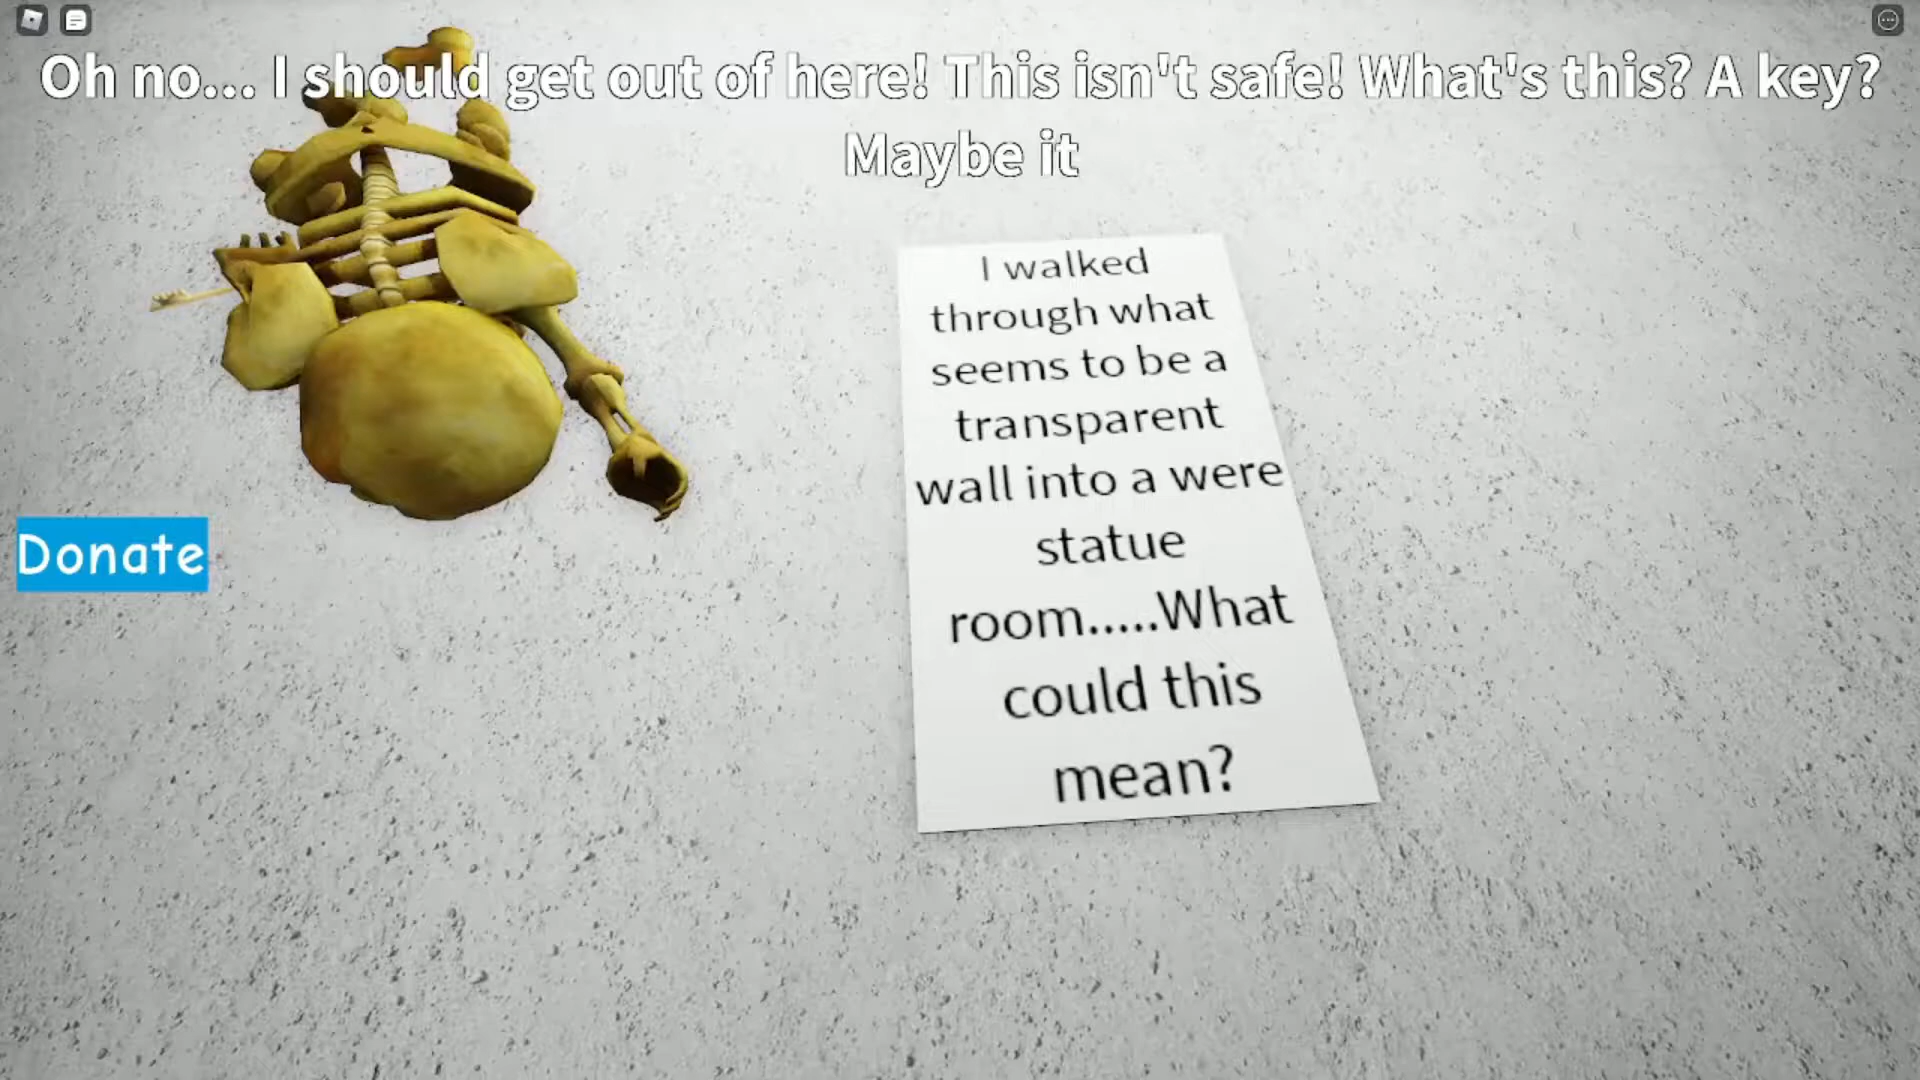 Oh no... I should get out of here! This isn't safe! What's this? A key?
Maybe it
I walked
through what
seems to be a
transparent
wall into a were
statue
room.....What
could this
mean?
Donate